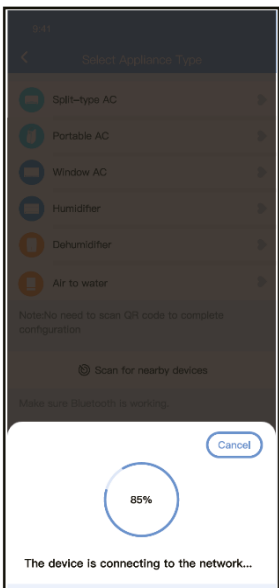 9:41
Select Appliance Type
Split-type AC
Portable AC
Window AC
Humidifier
Dehumidifier
Air to water
Note:No need to scan QR code to complete
configuration
Scan for nearby devices
Make sure Bluetooth is working
Cancel
85%
The device is connecting to the network...